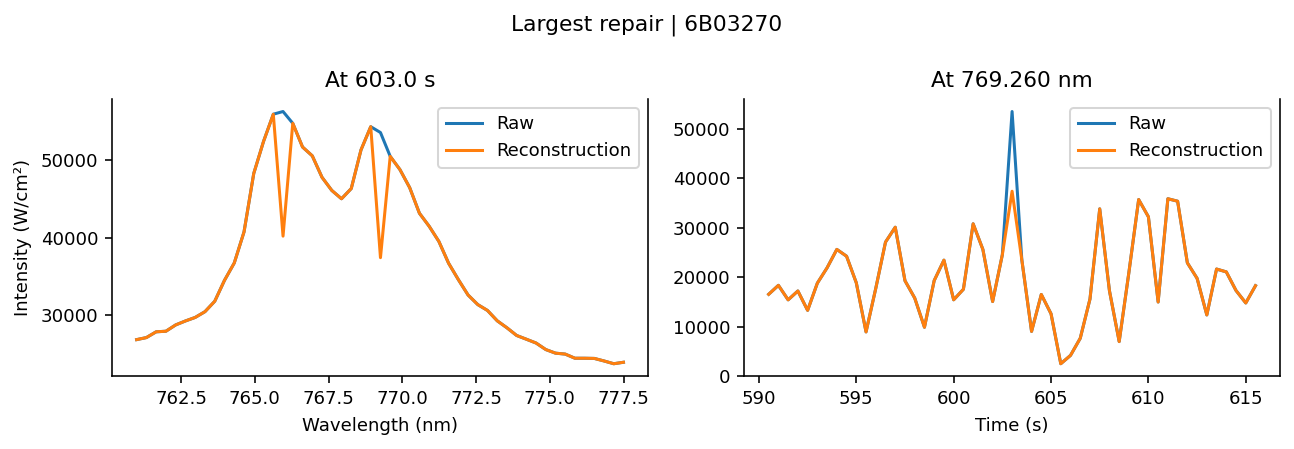 Largest repair | 6B03270
At 603.0 s
Intensity (W/cm²)
50000
40000
30000
762.5 765.0 767.5 770.0 772.5 775.0 777.5
Wavelength (nm)
Raw
Reconstruction
At 769.260 nm
50000
40000
30000
20000
10000
0
590 595 600 605 610 615
Time (s)
Raw
Reconstruction